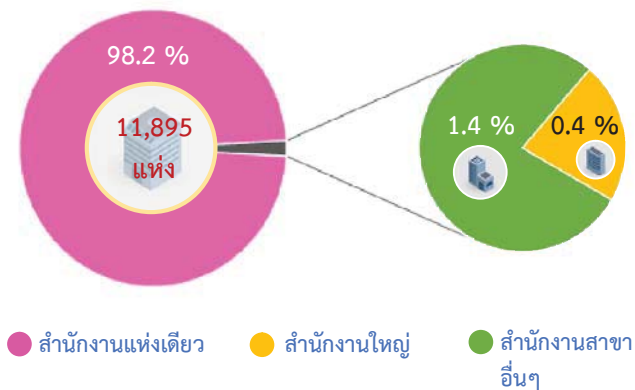 98.2 %
11,895
แห่ง
1.4 %
0.4 %
สำนักงานแห่งเดียว
สำนักงานใหญ่
สำนักงานสาขา
อื่นๆ